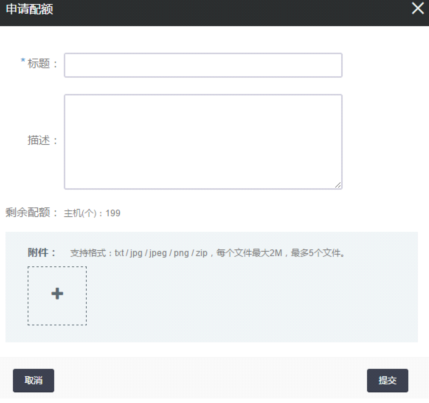 申请配额
* 标题：
描述：
剩余配额： 主机(个)：199
附件： 支持格式：txt / jpg / jpeg / png / zip，每个文件最大2M，最多5个文件。
取消 提交